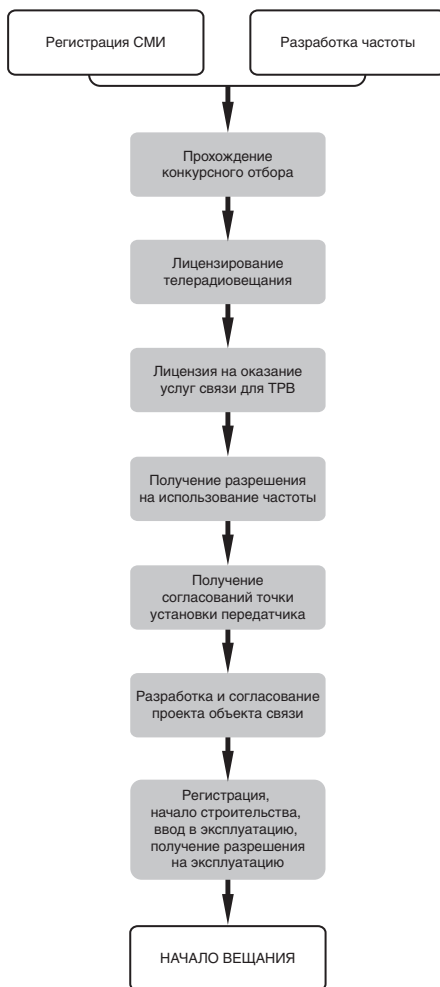 Регистрация СМИ
Разработка частоты
Прохождение
конкурсного отбора
Лицензирование
телерадиовещания
Лицензия на оказание
услуг связи для ТРВ
Получение разрешения
на использование частоты
Получение
согласований точки
установки передатчика
Разработка и согласование
проекта объекта связи
Регистрация,
начало строительства,
ввод в эксплуатацию,
получение разрешения
на эксплуатацию
НАЧАЛО ВЕЩАНИЯ